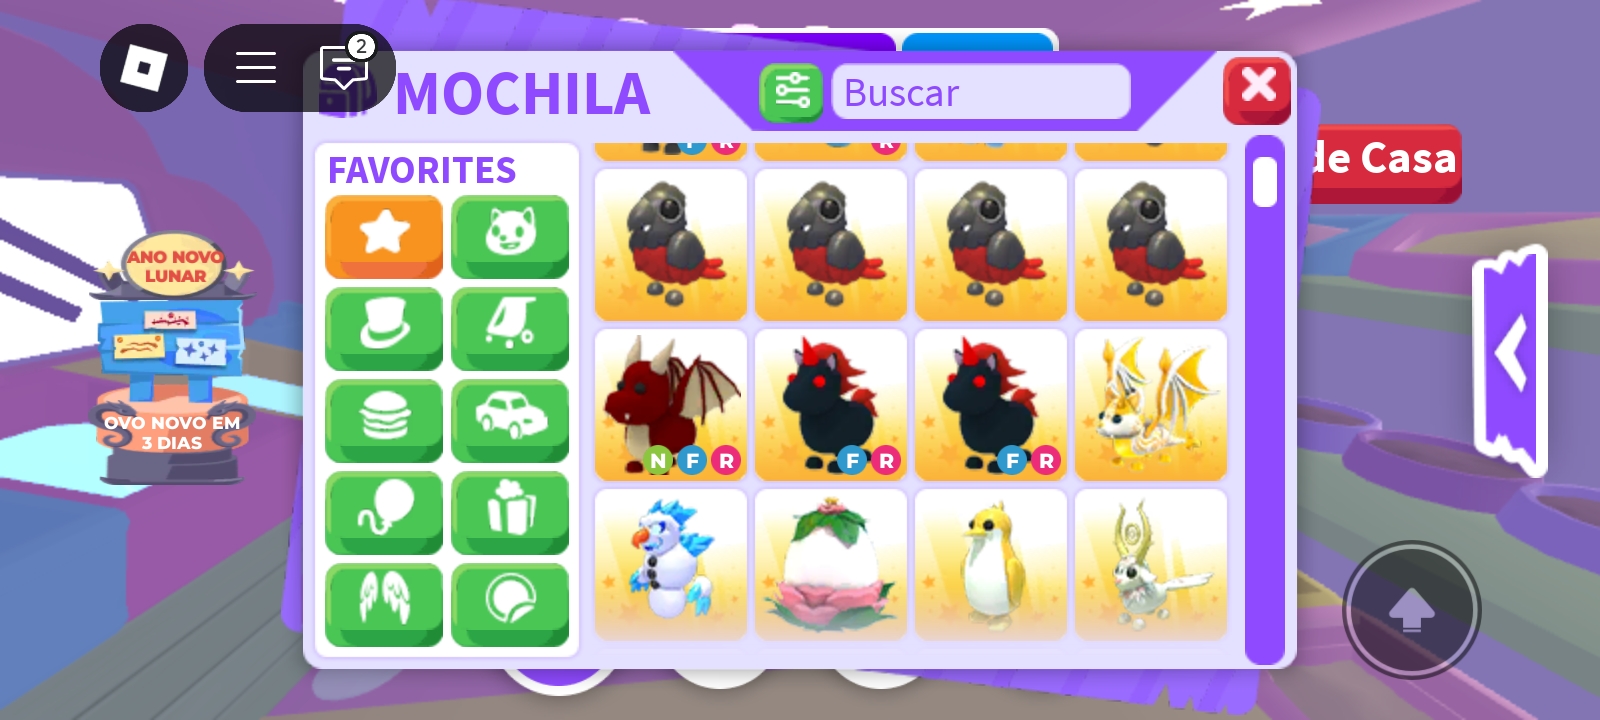 2
MOCHILA
Buscar
FAVORITES
de Casa
ANO NOVO
LUNAR
OVO NOVO EM
3 DIAS
F R
R
N F R
F R
F R